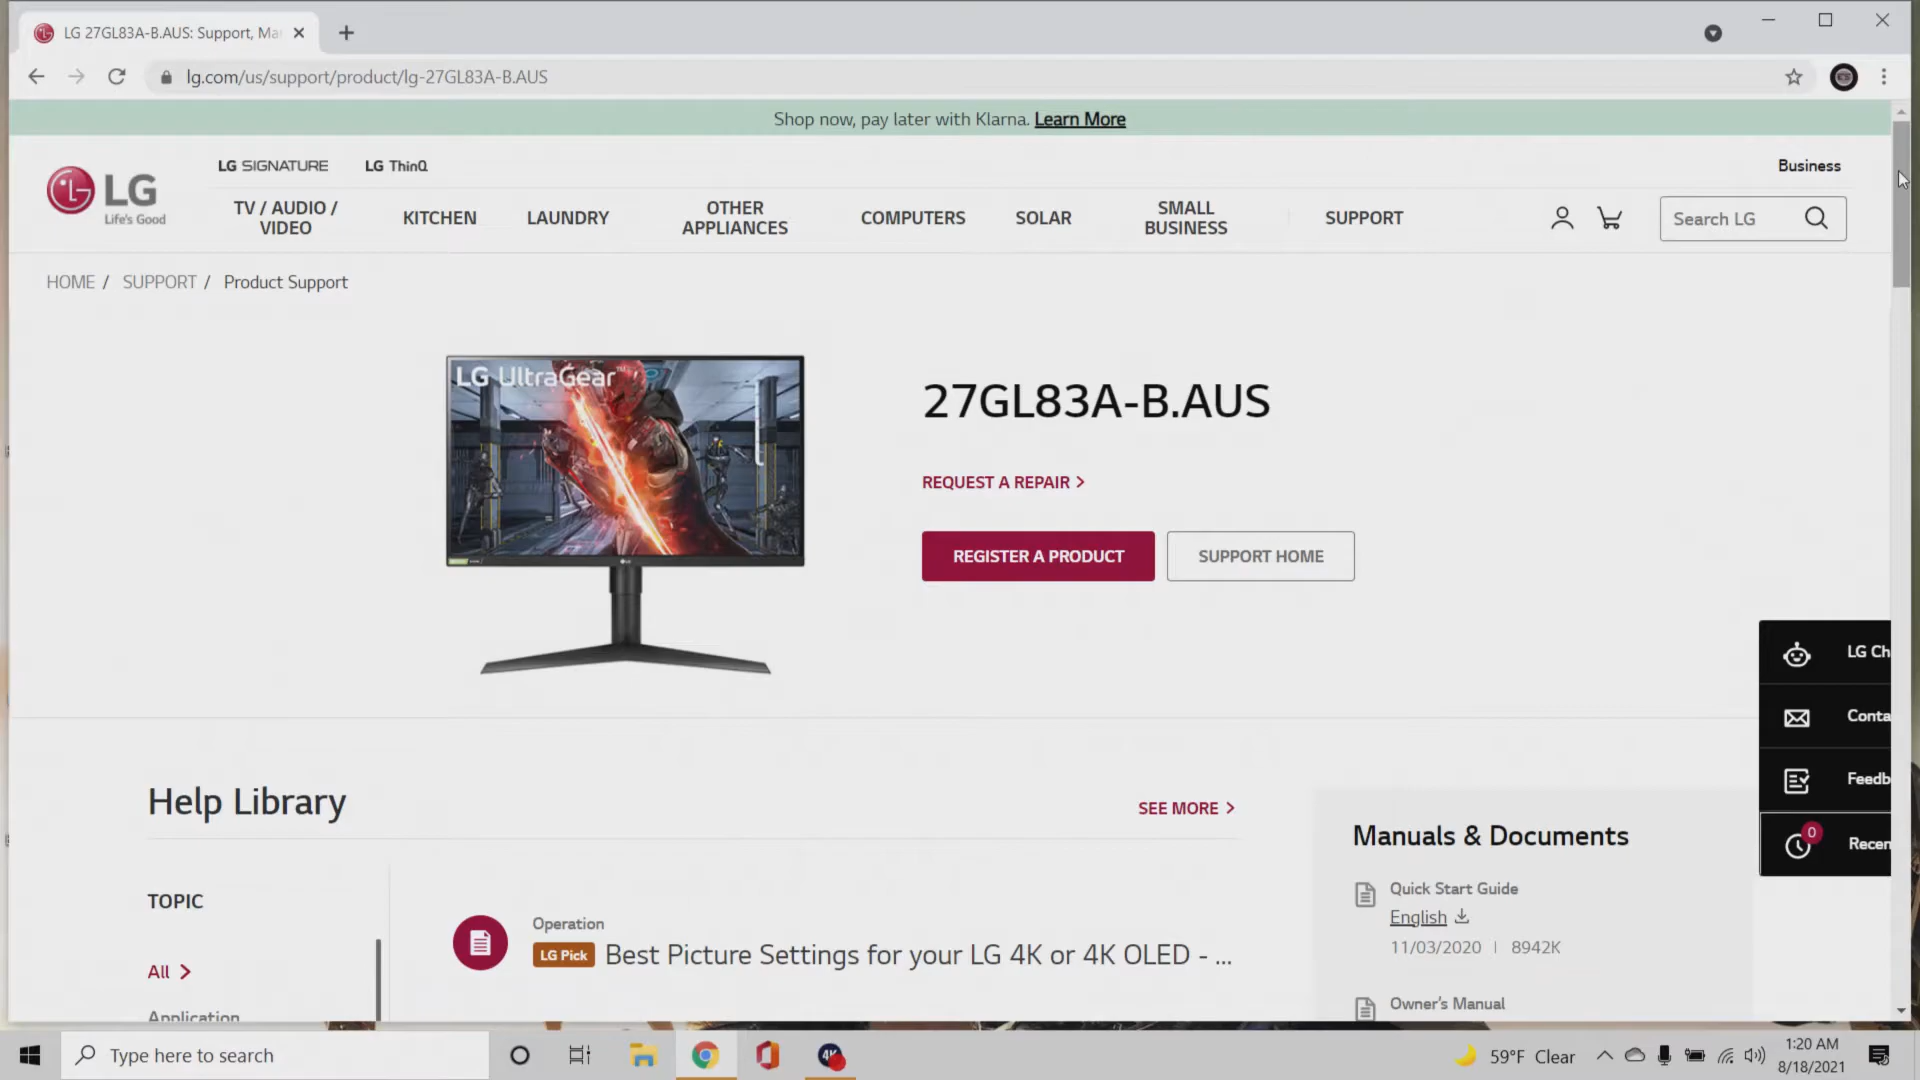 LG 27GL83A-B.AUS: Support, Ma
lg.com/us/support/product/lg-27GL83A-B.AUS
Shop now, pay later with Klarna. Learn More
LG SIGNATURE LG ThinQ Business
LG
Life's Good
TV / AUDIO /
VIDEO
KITCHEN
LAUNDRY
OTHER
APPLIANCES
COMPUTERS
SOLAR
SMALL
BUSINESS
SUPPORT
Search LG
HOME / SUPPORT / Product Support
LG UltraGear™
27GL83A-B.AUS
REQUEST A REPAIR >
REGISTER A PRODUCT
SUPPORT HOME
LG Ch
Conta
Feedb
0
Recen
Help Library
SEE MORE >
TOPIC
All >
Application
Operation
LG Pick Best Picture Settings for your LG 4K or 4K OLED - ...
Manuals & Documents
Quick Start Guide
English
11/03/2020 | 8942K
Owner's Manual
Type here to search
4K
59°F Clear
1:20 AM
8/18/2021